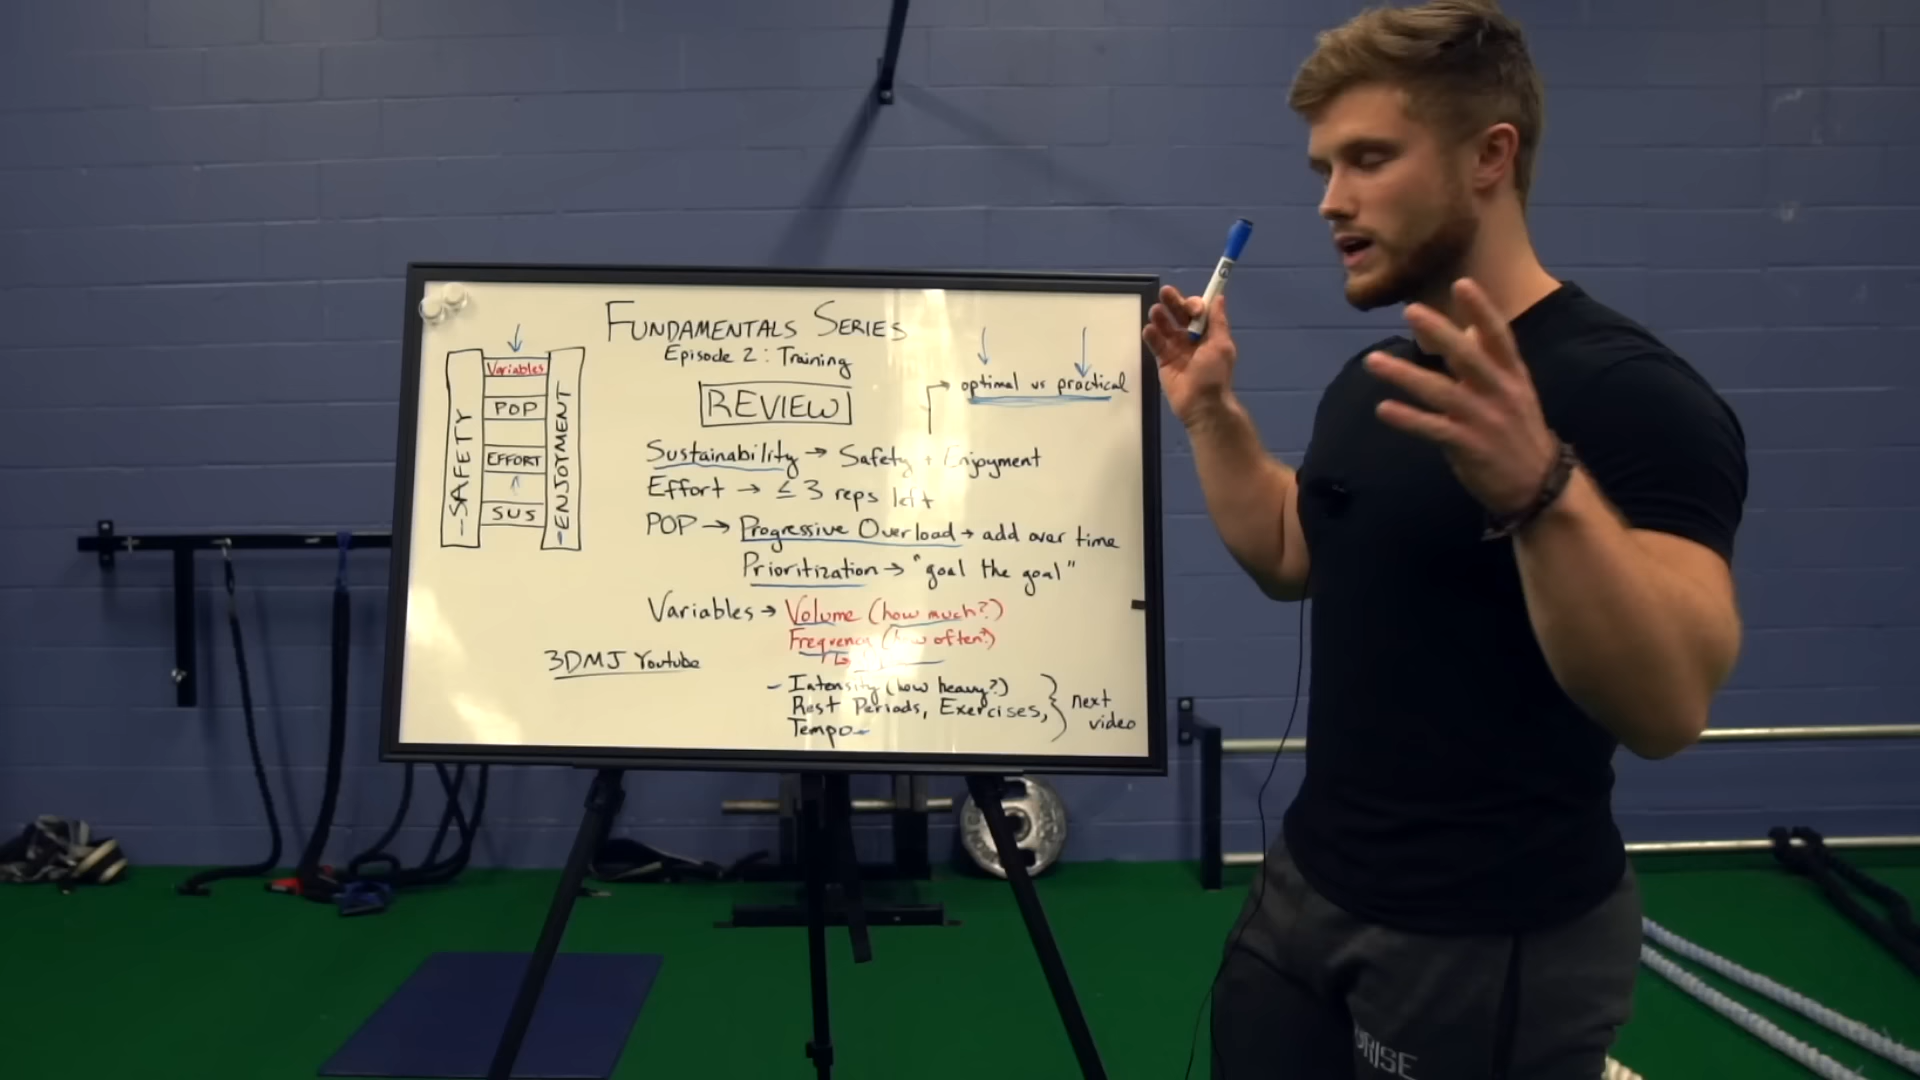 FUNDAMENTALS SERIES
Episode 2: Training
REVIEW
optimal vs practical
Variables
POP
EFFORT
SUS
-SAFETY
-ENJOYMENT
Sustainability → Safety + Enjoyment
Effort → ≤ 3 reps left
POP → Progressive Overload → add over time
Prioritization → "goal the goal"
Variables → Volume (how much?)
Frequency (how often?)
3DMJ Youtube
- Intensity (how heavy?)
Rest Periods, Exercises,
Tempo -
next
video